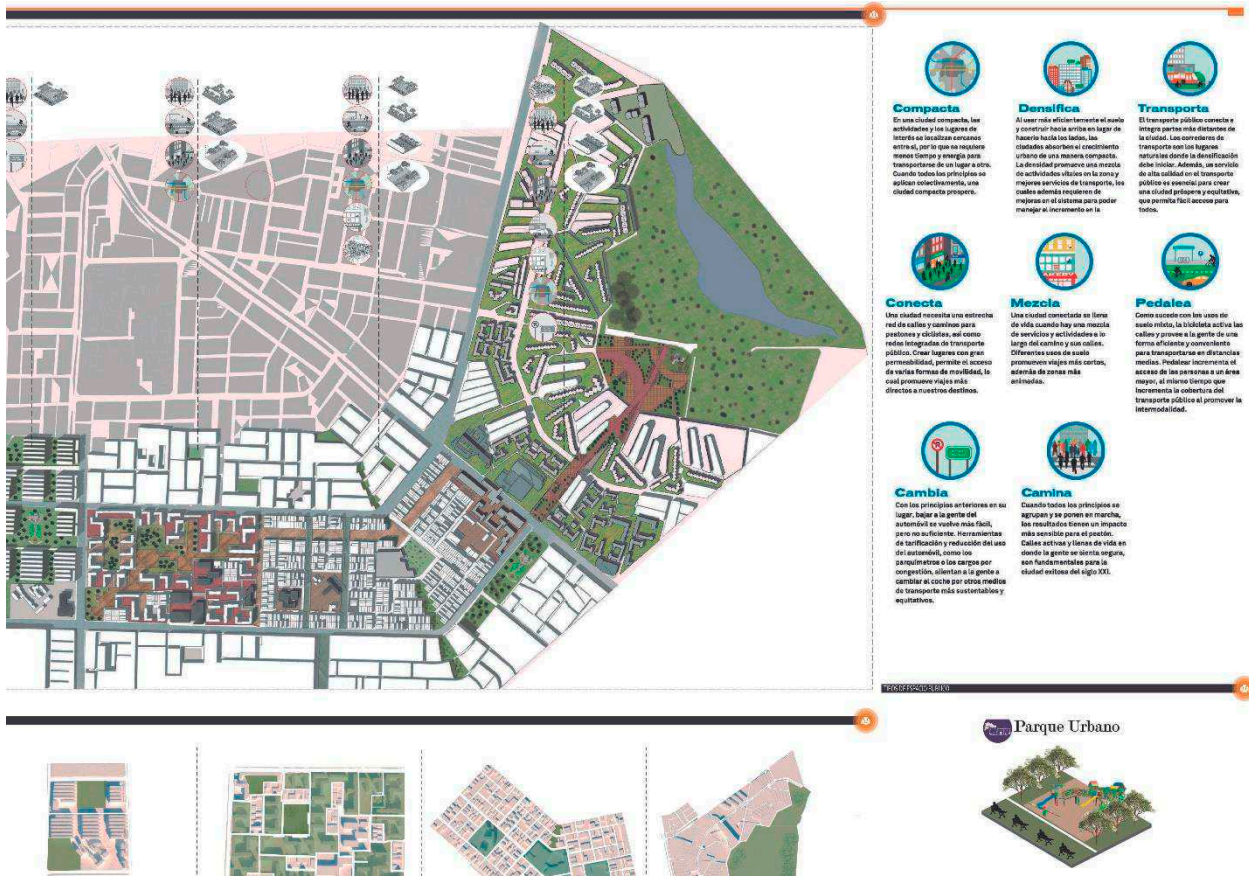 Compacta
En una ciudad compacta, las
actividades y los lugares de
interés se localizan cercanos
entre sí, por lo que se requiere
menos tiempo y energía para
transportarse de un lugar a otro.
Cuando todos los principios se
aplican colectivamente, una
ciudad compacta prospera.
Densifica
Al usar más eficientemente el suelo
y construir hacia arriba en lugar de
hacerlo hacia los lados, las
ciudades absorben el crecimiento
urbano de una manera compacta.
La densidad promueve una mezcla
de actividades vitales en la zona y
mejores servicios de transporte, los
cuales además requieren de
mejoras en el sistema para poder
manejar el incremento en la
Transporta
El transporte público conecta e
integra partes más distantes de
la ciudad. Los corredores de
transporte son los lugares
naturales donde la densificación
debe iniciar. Además, un servicio
de alta calidad en el transporte
público es esencial para crear
una ciudad próspera y equitativa,
que permita fácil acceso para
todos.
Conecta
Una ciudad necesita una estrecha
red de calles y caminos para
peatones y ciclistas, así como
redes integradas de transporte
público. Crear lugares con gran
permeabilidad, permite el acceso
de varias formas de movilidad, lo
cual promueve viajes más
directos a nuestros destinos.
Mezcla
Una ciudad conectada se llena
de vida cuando hay una mezcla
de servicios y actividades a lo
largo del camino y sus calles.
Diferentes usos de suelo
promueven viajes más cortos,
además de zonas más
animadas.
Pedalea
Como sucede con los usos de
suelo mixto, la bicicleta activa las
calles y provee a la gente de una
forma eficiente y conveniente
para transportarse en distancias
medias. Pedalear incrementa el
acceso de las personas a un área
mayor, al mismo tiempo que
incrementa la cobertura del
transporte público al promover la
intermodalidad.
Cambia
Con los principios anteriores en su
lugar, bajar a la gente del
automóvil se vuelve más fácil,
pero no suficiente. Herramientas
de tarificación y reducción del uso
del automóvil, como los
parquímetros o los cargos por
congestión, alientan a la gente a
cambiar el coche por otros medios
de transporte más sustentables y
equitativos.
Camina
Cuando todos los principios se
agrupan y se ponen en marcha,
los resultados tienen un impacto
más sensible para el peatón.
Calles activas y llenas de vida en
donde la gente se sienta segura,
son fundamentales para la
ciudad exitosa del siglo XXI.
TIPOS DE ESPACIO PUBLICO
Parque Urbano